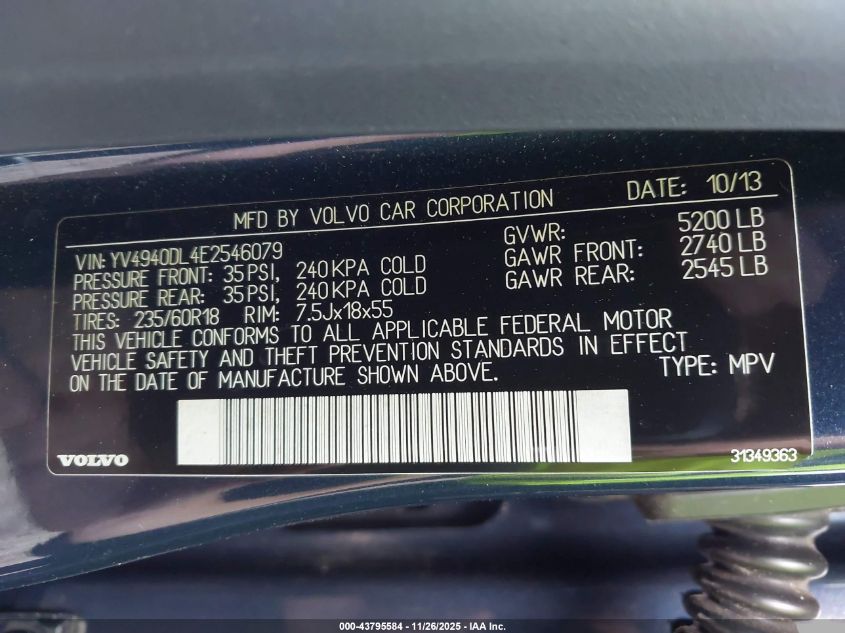 MFD BY VOLVO CAR CORPORATION DATE: 10/13
VIN: YV4940DL4E2546079 GVWR: 5200 LB
PRESSURE FRONT: 35 PSI, 240 KPA COLD GAWR FRONT: 2740 LB
PRESSURE REAR: 35 PSI, 240 KPA COLD GAWR REAR: 2545 LB
TIRES: 235/60R18 RIM: 7.5Jx18x55
THIS VEHICLE CONFORMS TO ALL APPLICABLE FEDERAL MOTOR
VEHICLE SAFETY AND THEFT PREVENTION STANDARDS IN EFFECT
ON THE DATE OF MANUFACTURE SHOWN ABOVE. TYPE: MPV
VOLVO 31349363
000-43795584 - 11/26/2025 - IAA Inc.